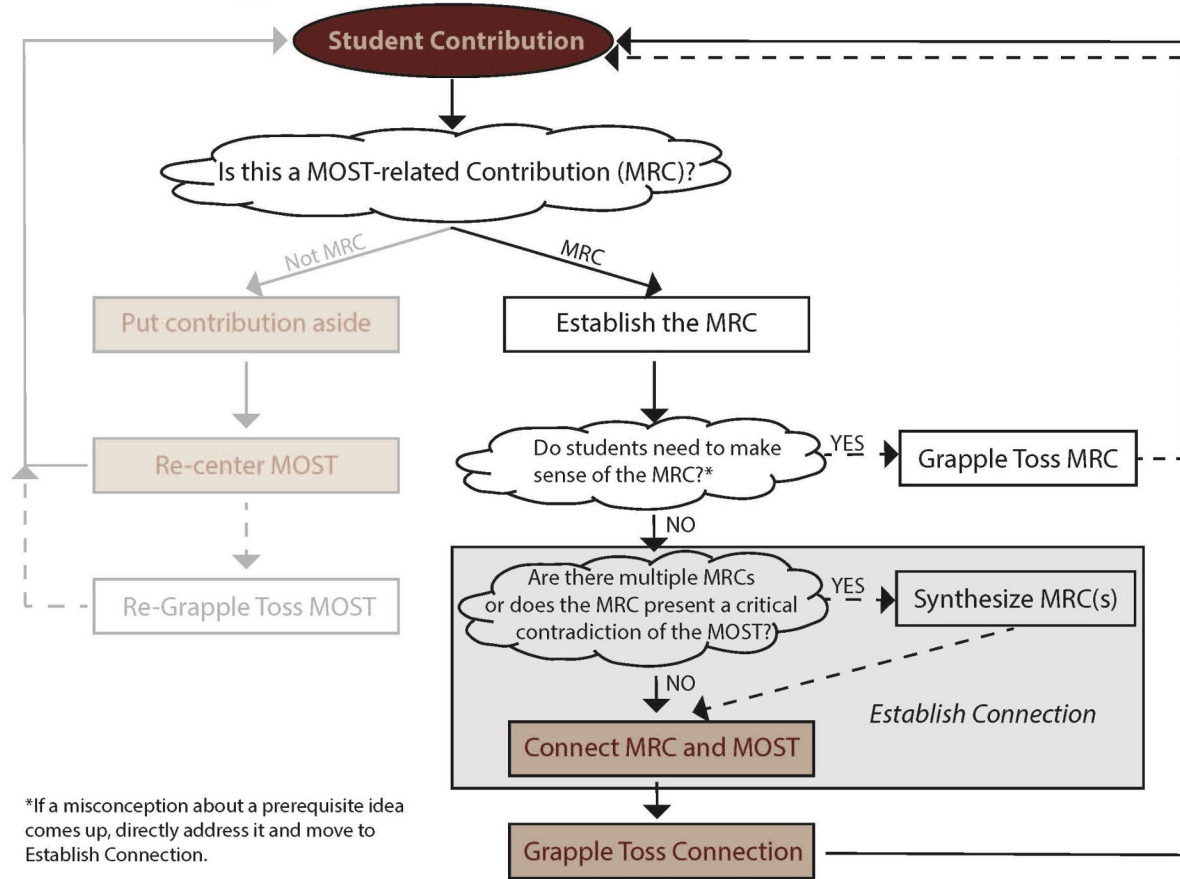 Student Contribution
Is this a MOST-related Contribution (MRC)?
Not MRC
MRC
Put contribution aside
Establish the MRC
Re-center MOST
Do students need to make
sense of the MRC?*
YES
Grapple Toss MRC
NO
Re-Grapple Toss MOST
Are there multiple MRCs
or does the MRC present a critical
contradiction of the MOST?
YES
Synthesize MRC(s)
NO
Establish Connection
Connect MRC and MOST
*If a misconception about a prerequisite idea
comes up, directly address it and move to
Establish Connection.
Grapple Toss Connection